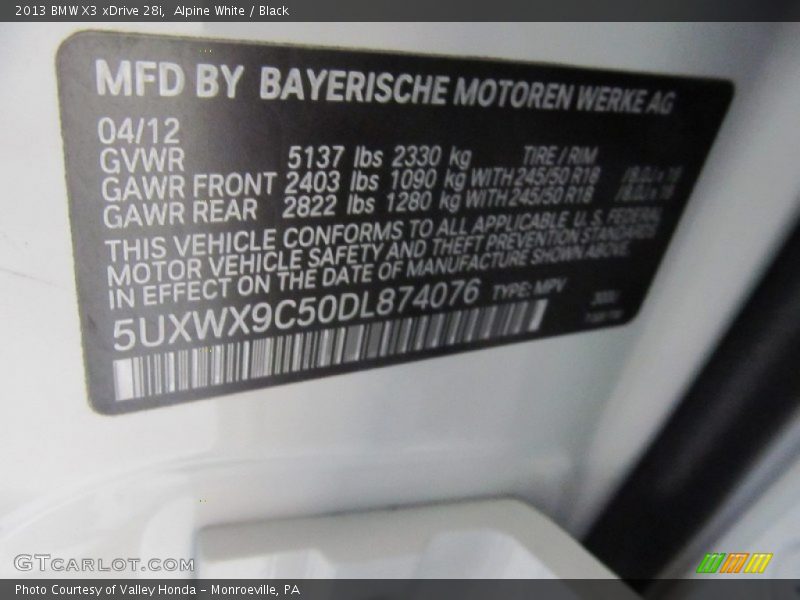 2013 BMW X3 xDrive 28i,  Alpine White / Black
MFD BY BAYERISCHE MOTOREN WERKE AG
04/12
GVWR 5137 lbs 2330 kg TIRE / RIM
GAWR FRONT 2403 lbs 1090 kg WITH 245/50 R18
GAWR REAR 2822 lbs 1280 kg WITH 245/50 R18
THIS VEHICLE CONFORMS TO ALL APPLICABLE U.S. FEDERAL
MOTOR VEHICLE SAFETY AND THEFT PREVENTION STANDARDS
IN EFFECT ON THE DATE OF MANUFACTURE SHOWN ABOVE.
5UXWX9C50DL874076 TYPE: MPV
GTCARLOT.COM
Photo Courtesy of Valley Honda – Monroeville, PA